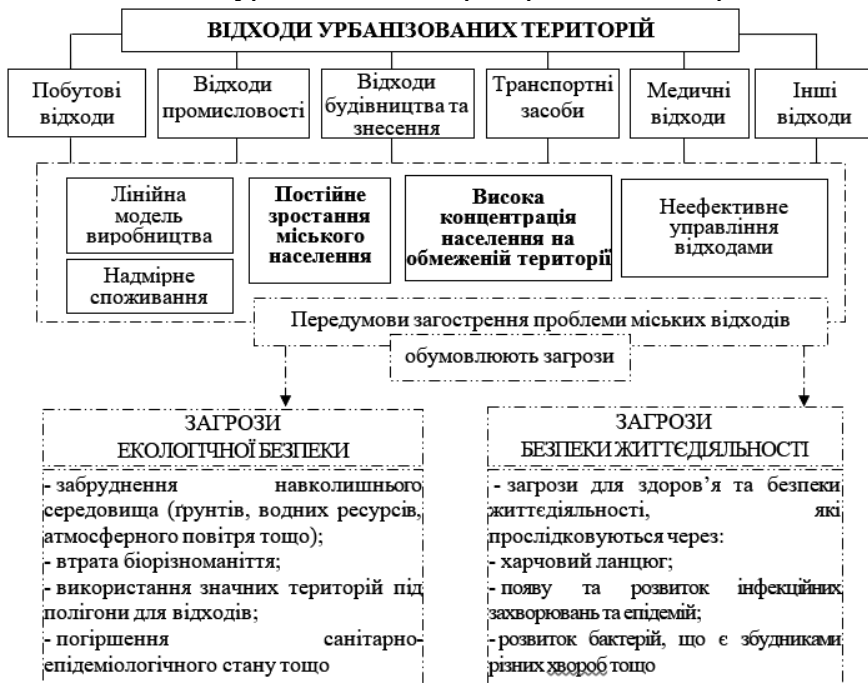 ВІДХОДИ УРБАНІЗОВАНИХ ТЕРИТОРІЙ
Побутові
відходи
Відходи
промисловості
Відходи
будівництва та
знесення
Транспортні
засоби
Медичні
відходи
Інші
відходи
Лінійна
модель
виробництва
Надмірне
споживання
Постійне
зростання
міського
населення
Висока
концентрація
населення на
обмеженій території
Неефективне
управління
відходами
Передумови загострення проблеми міських відходів
обумовлюють загрози
ЗАГРОЗИ
ЕКОЛОГІЧНОЇ БЕЗПЕКИ
- забруднення навколишнього
середовища (ґрунтів, водних ресурсів,
атмосферного повітря тощо);
- втрата біорізноманіття;
- використання значних територій під
полігони для відходів;
- погіршення санітарно-
епідеміологічного стану тощо
ЗАГРОЗИ
БЕЗПЕКИ ЖИТТЄДІЯЛЬНОСТІ
- загрози для здоров’я та безпеки
життєдіяльності, які
прослідковуються через:
- харчовий ланцюг;
- появу та розвиток інфекційних
захворювань та епідемій;
- розвиток бактерій, що є збудниками
різних хвороб тощо